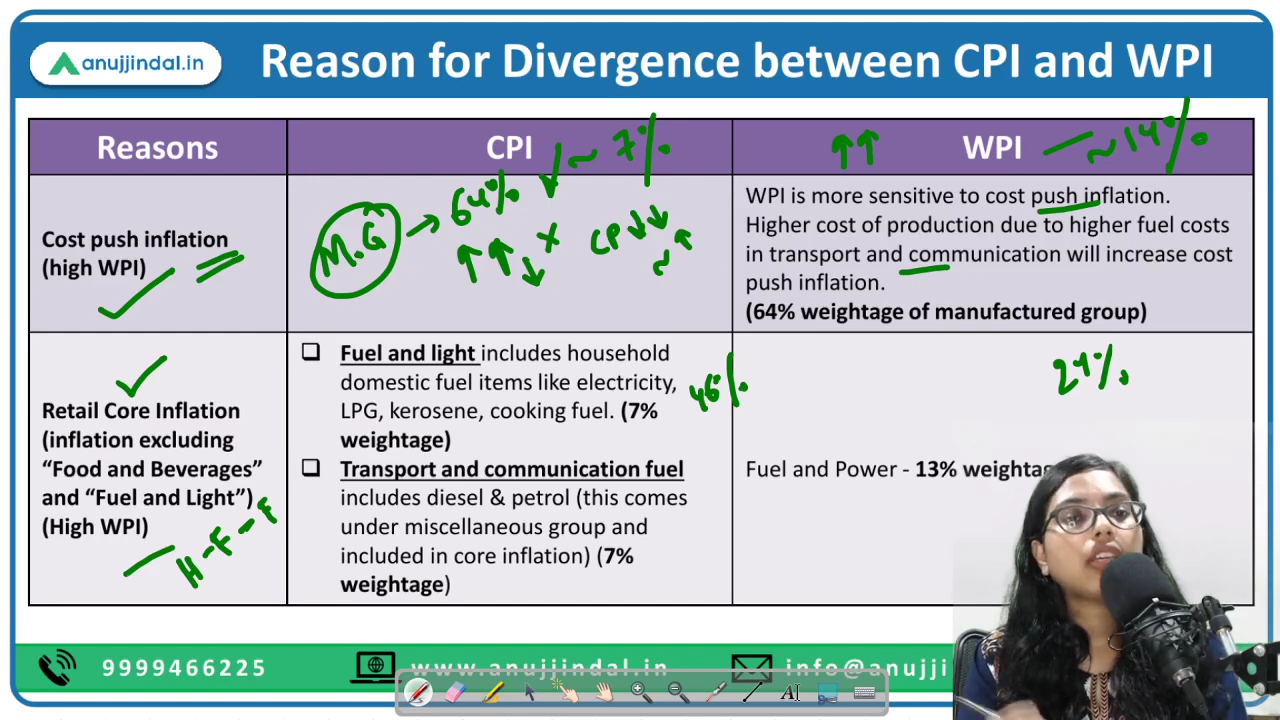 anujjindal.in
Reason for Divergence between CPI and WPI
Reasons
CPI
~ 7%
WPI
~ 14%
Cost push inflation
(high WPI)
M.G
64%
CP
WPI is more sensitive to cost push inflation.
Higher cost of production due to higher fuel costs
in transport and communication will increase cost
push inflation.
(64% weightage of manufactured group)
Retail Core Inflation
(inflation excluding
“Food and Beverages”
and “Fuel and Light”)
(High WPI)
H-F-F
Fuel and light includes household
domestic fuel items like electricity,
LPG, kerosene, cooking fuel. (7%
weightage)
46%
Transport and communication fuel
includes diesel & petrol (this comes
under miscellaneous group and
included in core inflation) (7%
weightage)
24%
Fuel and Power - 13%
9999466225
www.anujjindal.in